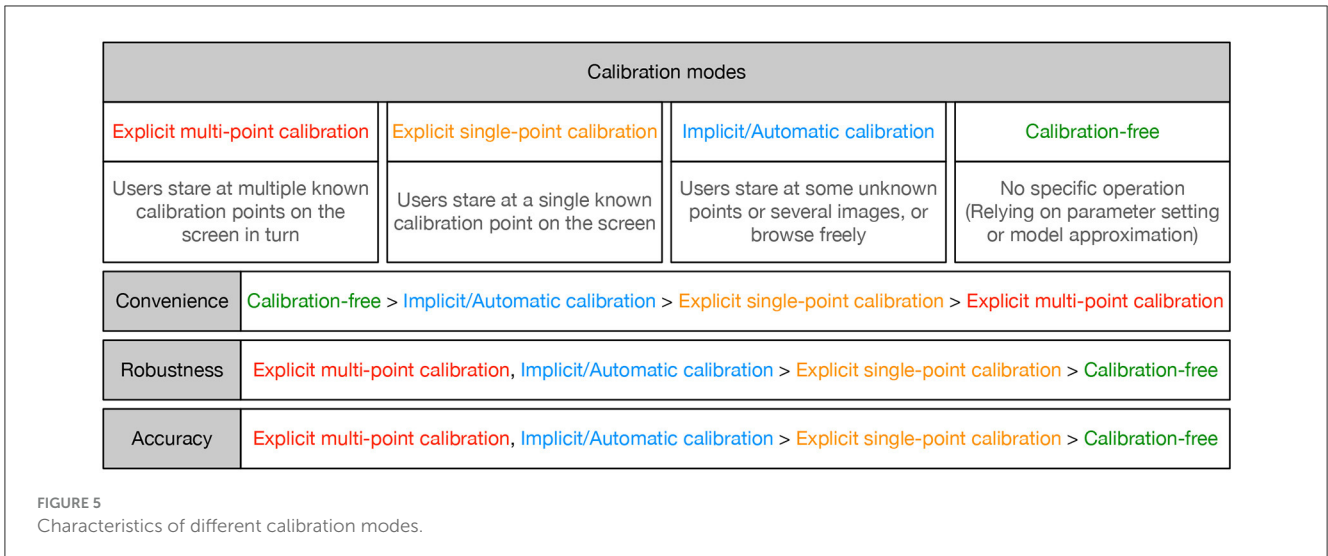 Calibration modes
Explicit multi-point calibration
Explicit single-point calibration
Implicit/Automatic calibration
Calibration-free
Users stare at multiple known
calibration points on the
screen in turn
Users stare at a single known
calibration point on the screen
Users stare at some unknown
points or several images, or
browse freely
No specific operation
(Relying on parameter setting
or model approximation)
Convenience
Calibration-free > Implicit/Automatic calibration > Explicit single-point calibration > Explicit multi-point calibration
Robustness
Explicit multi-point calibration, Implicit/Automatic calibration > Explicit single-point calibration > Calibration-free
Accuracy
Explicit multi-point calibration, Implicit/Automatic calibration > Explicit single-point calibration > Calibration-free
FIGURE 5
Characteristics of different calibration modes.